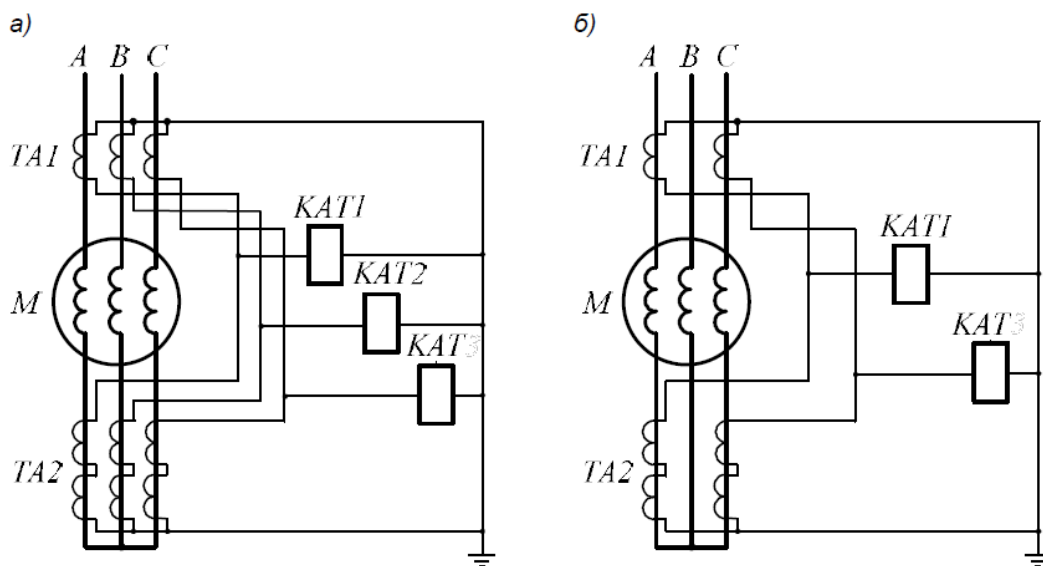 а)
A B C
TA1
KAT1
KAT2
M
KAT3
TA2
б)
A B C
TA1
KAT1
M
KAT3
TA2